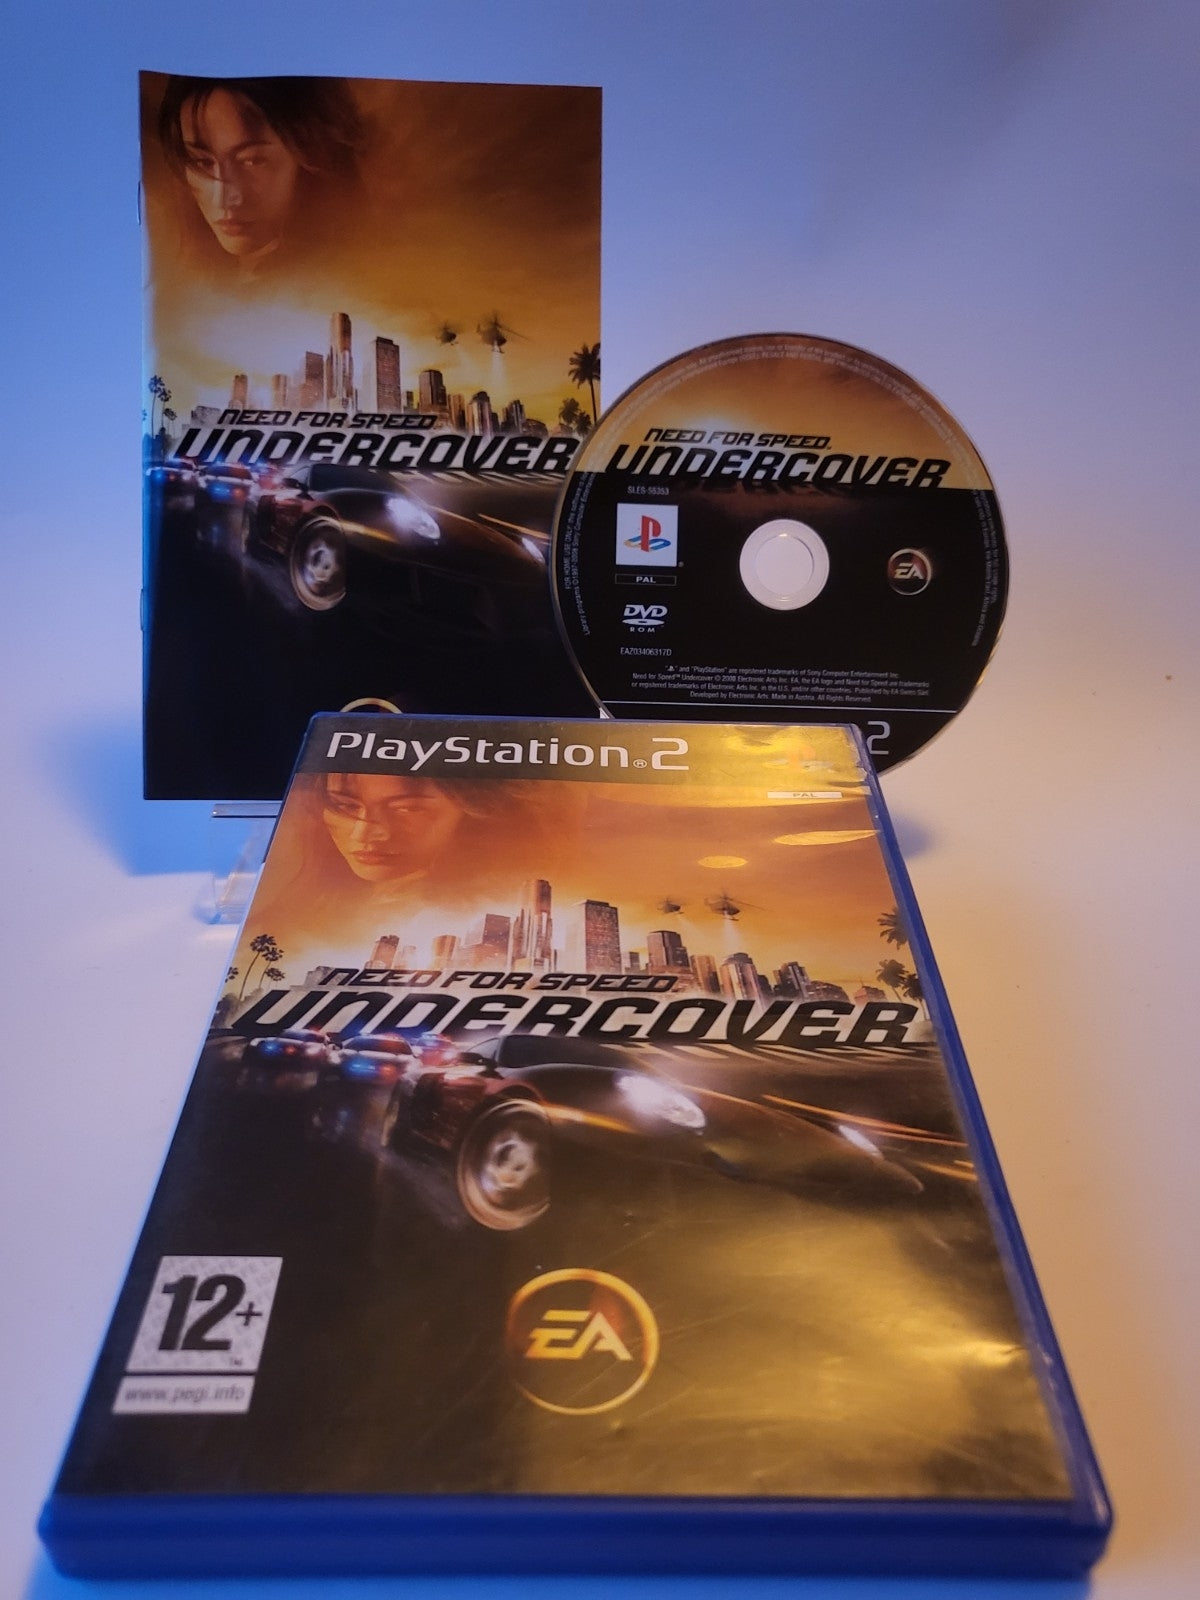 NEED FOR SPEED
UNDERCOVER
NEED FOR SPEED
UNDERCOVER
SLES-55353
PAL
EA
DVD
ROM
EAZ03406317D
"" and "PlayStation" are registered trademarks of Sony Computer Entertainment Inc.
Need for Speed™ Undercover © 2008 Electronic Arts Inc. EA, the EA logo and Need for Speed are trademarks
or registered trademarks of Electronic Arts Inc. in the U.S. and/or other countries. Published by EA Swiss Sàrl.
Developed by Electronic Arts. Made in Austria. All Rights Reserved.
2
PlayStation®2
PAL
NEED FOR SPEED
UNDERCOVER
12+
™
www.pegi.info
EA